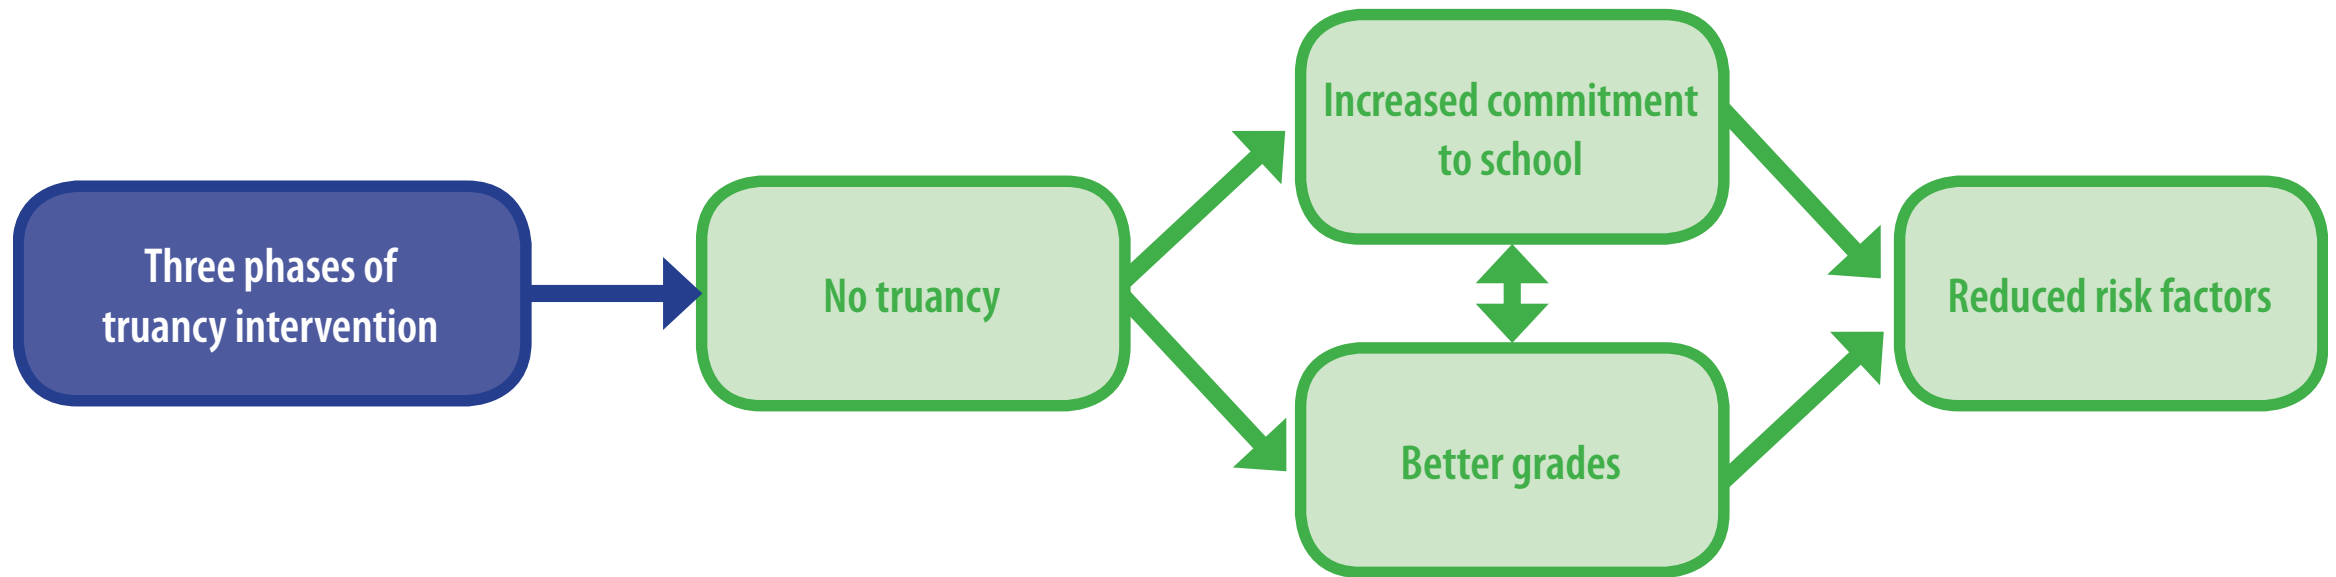 Three phases of
truancy intervention
No truancy
Increased commitment
to school
Better grades
Reduced risk factors